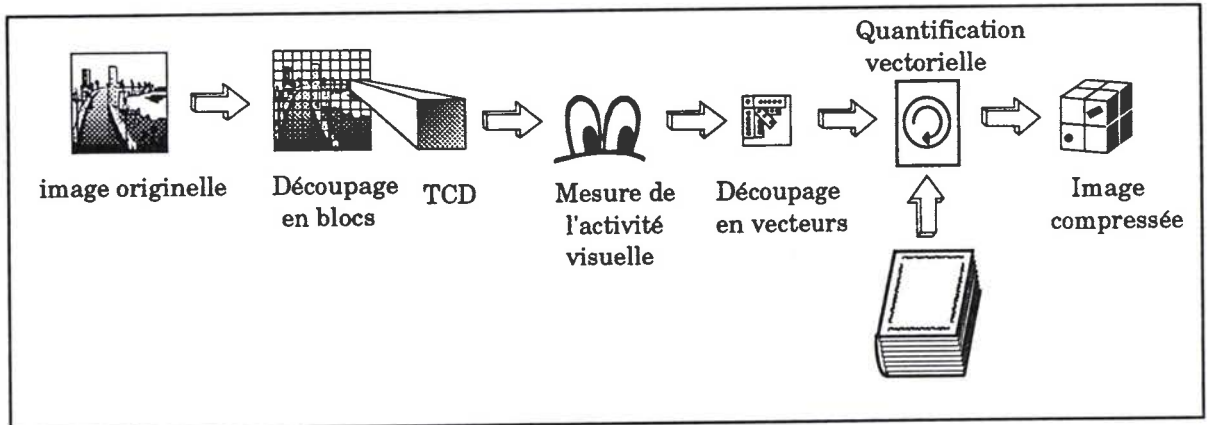 image originelle
Découpage
en blocs
TCD
Mesure de
l'activité
visuelle
Découpage
en vecteurs
Quantification
vectorielle
Image
compressée